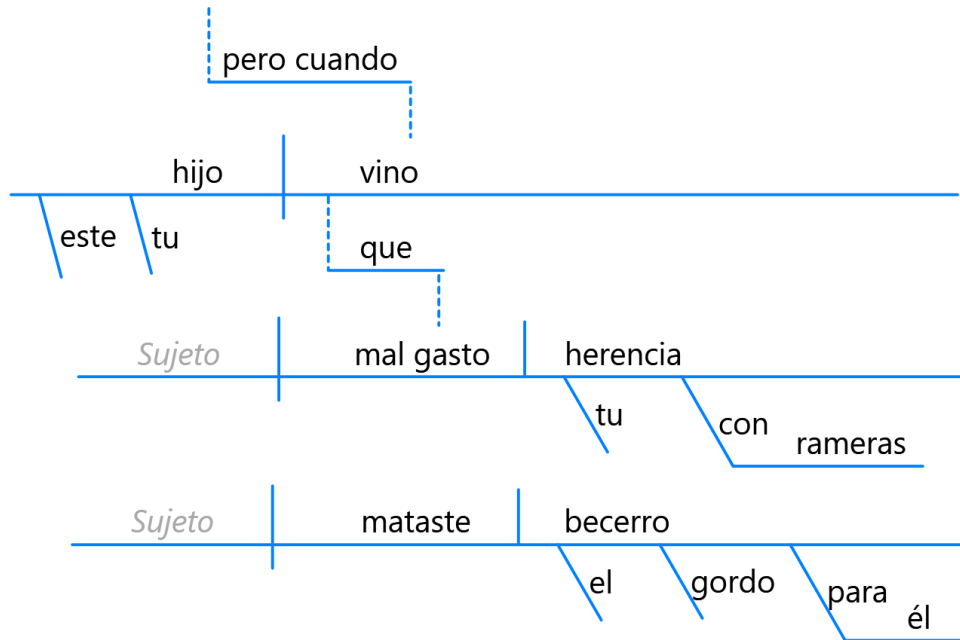 pero cuando
hijo vino
este tu
que
Sujeto mal gasto herencia
tu con rameras
Sujeto mataste becerro
el gordo para él